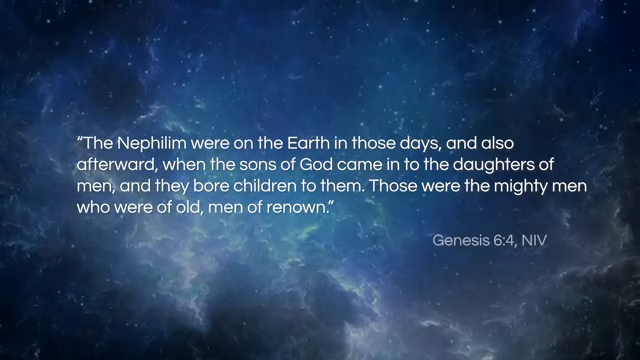 “The Nephilim were on the Earth in those days, and also
afterward, when the sons of God came in to the daughters of
men, and they bore children to them. Those were the mighty men
who were of old, men of renown.”
Genesis 6:4, NIV